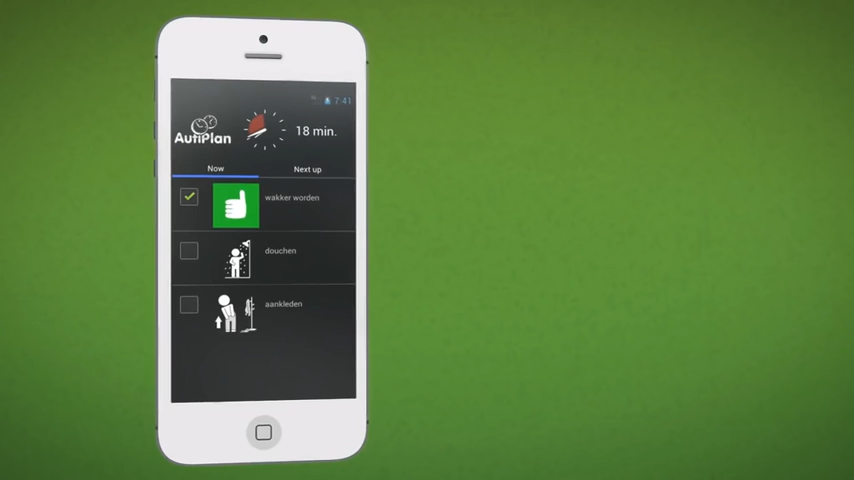 7:41
AutiPlan
18 min.
Now
Next up
wakker worden
douchen
aankleden